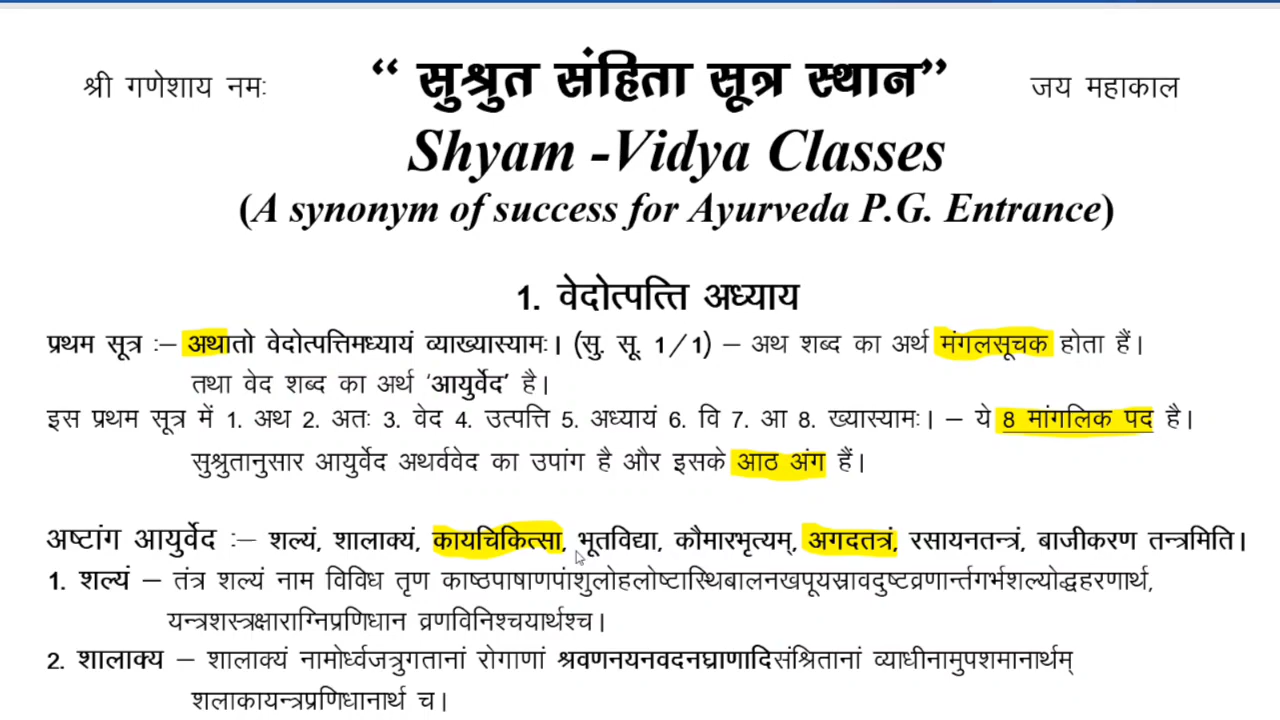 श्री गणेशाय नमः “ सुश्रुत संहिता सूत्र स्थान” जय महाकाल
Shyam -Vidya Classes
(A synonym of success for Ayurveda P.G. Entrance)
1. वेदोत्पत्ति अध्याय
प्रथम सूत्र :– अथातो वेदोत्पत्तिमध्यायं व्याख्यास्यामः। (सु. सू. 1/1) – अथ शब्द का अर्थ मंगलसूचक होता हैं।
तथा वेद शब्द का अर्थ ‘आयुर्वेद’ है।
इस प्रथम सूत्र में 1. अथ 2. अतः 3. वेद 4. उत्पत्ति 5. अध्यायं 6. वि 7. आ 8. ख्यास्यामः। – ये 8 मांगलिक पद है।
सुश्रुतानुसार आयुर्वेद अथर्ववेद का उपांग है और इसके आठ अंग हैं।
अष्टांग आयुर्वेद :– शल्यं, शालाक्यं, कायचिकित्सा, भूतविद्या, कौमारभृत्यम्, अगदतत्रं, रसायनतन्त्रं, बाजीकरण तन्त्रमिति।
1. शल्यं – तंत्र शल्यं नाम विविध तृण काष्ठपाषाणपांशुलोहलोष्टास्थिबालनखपूयस्रावदुष्टव्रणार्न्तगर्भशल्योद्धहरणार्थ,
यन्त्रशस्त्रक्षाराग्निप्रणिधान व्रणविनिश्चयार्थश्च।
2. शालाक्य – शालाक्यं नामोर्ध्वजत्रुगतानां रोगाणां श्रवणनयनवदनघ्राणादिसंश्रितानां व्याधीनामुपशमानार्थम्
शलाकायन्त्रप्रणिधानार्थ च।